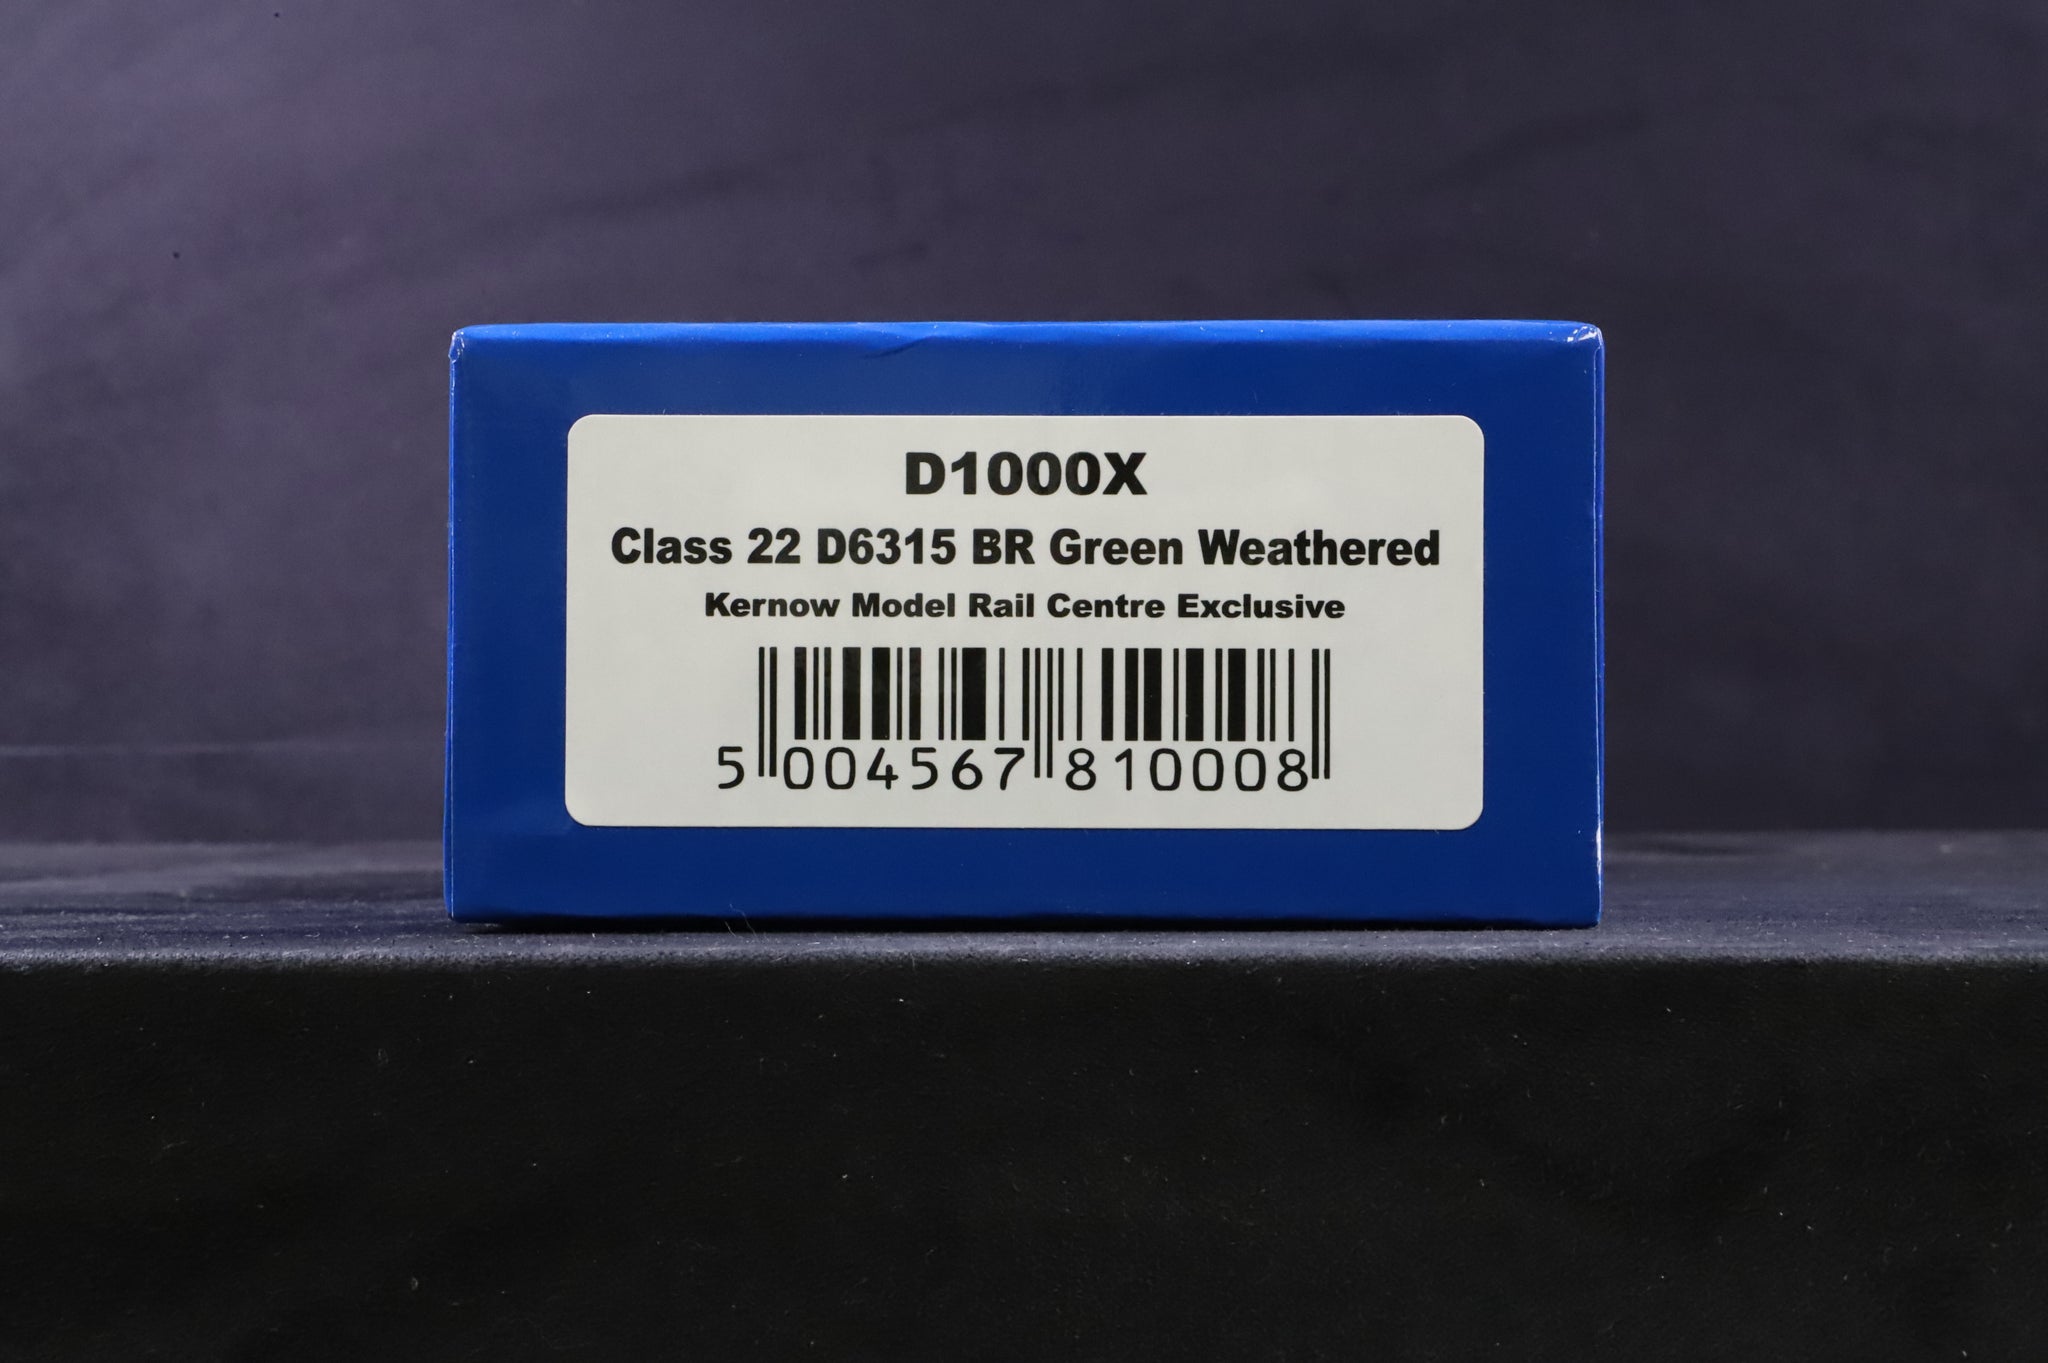 D1000X
Class 22 D6315 BR Green Weathered
Kernow Model Rail Centre Exclusive
5 004567 810008